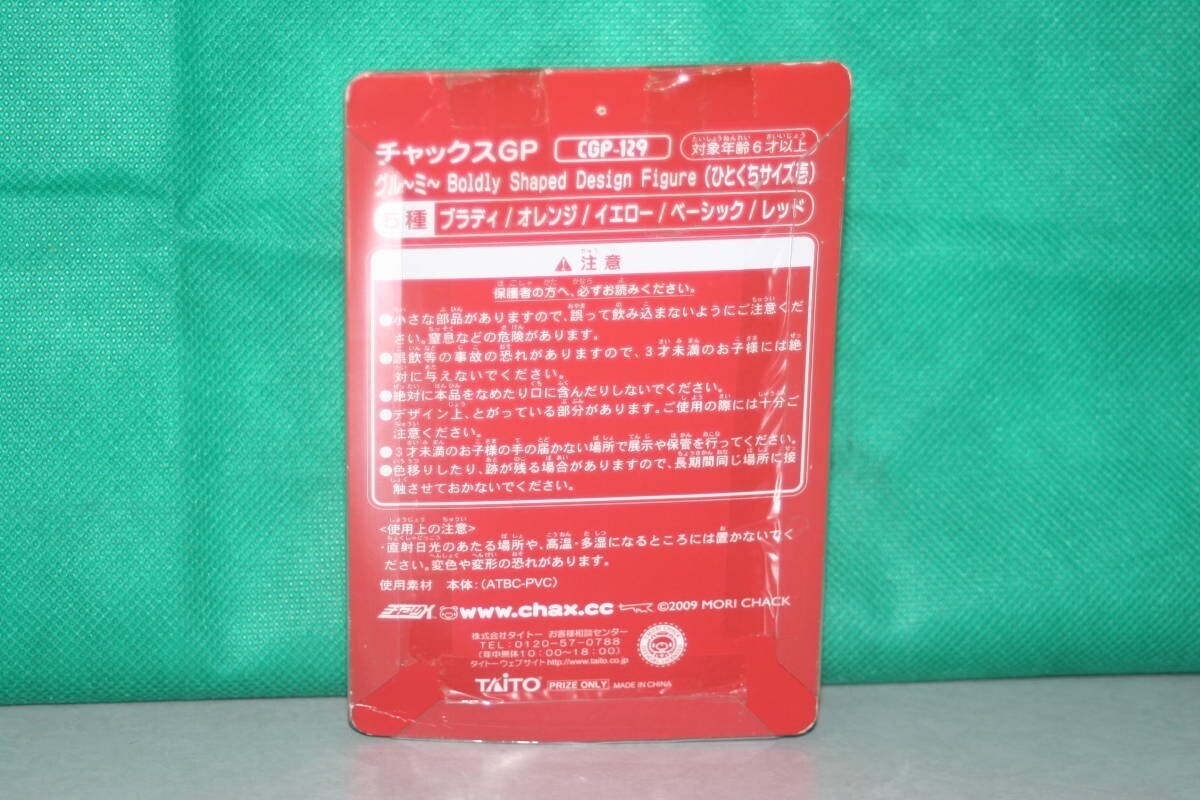 チャックスGP CGP-129 対象年齢6才以上
グル〜ミ〜 Boldly Shaped Design Figure (ひとくちサイズ壱)
5種 ブラディ/オレンジ/イエロー/ベーシック/レッド
注意
保護者の方へ、必ずお読みください。
●小さな部品がありますので、誤って飲み込まないようにご注意くだ
さい。窒息などの危険があります。
●誤飲等の事故の恐れがありますので、3才未満のお子様には絶
対に与えないでください。
●絶対に本品をなめたり口に含んだりしないでください。
●デザイン上、とがっている部分があります。ご使用の際には十分ご
注意ください。
●3才未満のお子様の手の届かない場所で展示や保管を行ってください。
●色移りしたり、跡が残る場合がありますので、長期間同じ場所に接
触させておかないでください。
<使用上の注意>
・直射日光のあたる場所や、高温・多湿になるところには置かないでく
ださい。変色や変形の恐れがあります。
使用素材 本体:(ATBC-PVC)
www.chax.cc ©2009 MORI CHACK
株式会社タイトー お客様相談センター
TEL:0120-57-0788
(年中無休10:00〜18:00)
タイトーウェブサイトhttp://www.taito.co.jp
TAITO PRIZE ONLY MADE IN CHINA